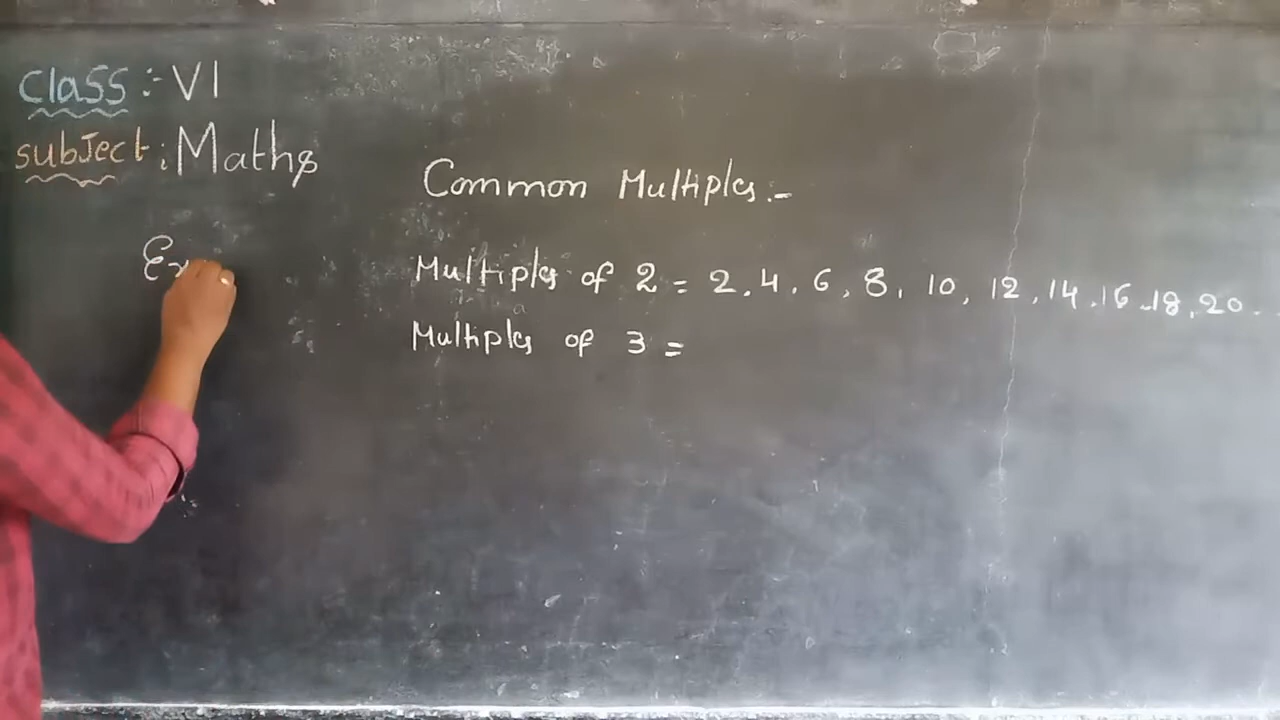 Class :- VI
Subject : Maths
Common Multiples :-
Ex
Multiples of 2 = 2, 4, 6, 8, 10, 12, 14, 16, 18, 20 . .
Multiples of 3 =